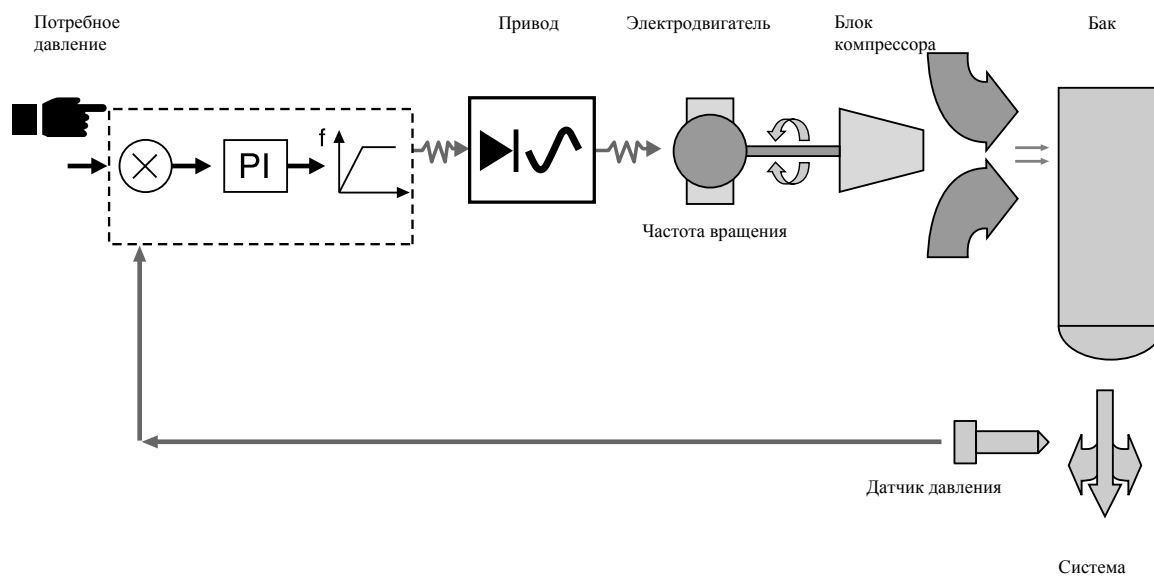 Потребное
давление
Привод
Электродвигатель
Блок
компрессора
Бак
f
PI
Частота вращения
Датчик давления
Система